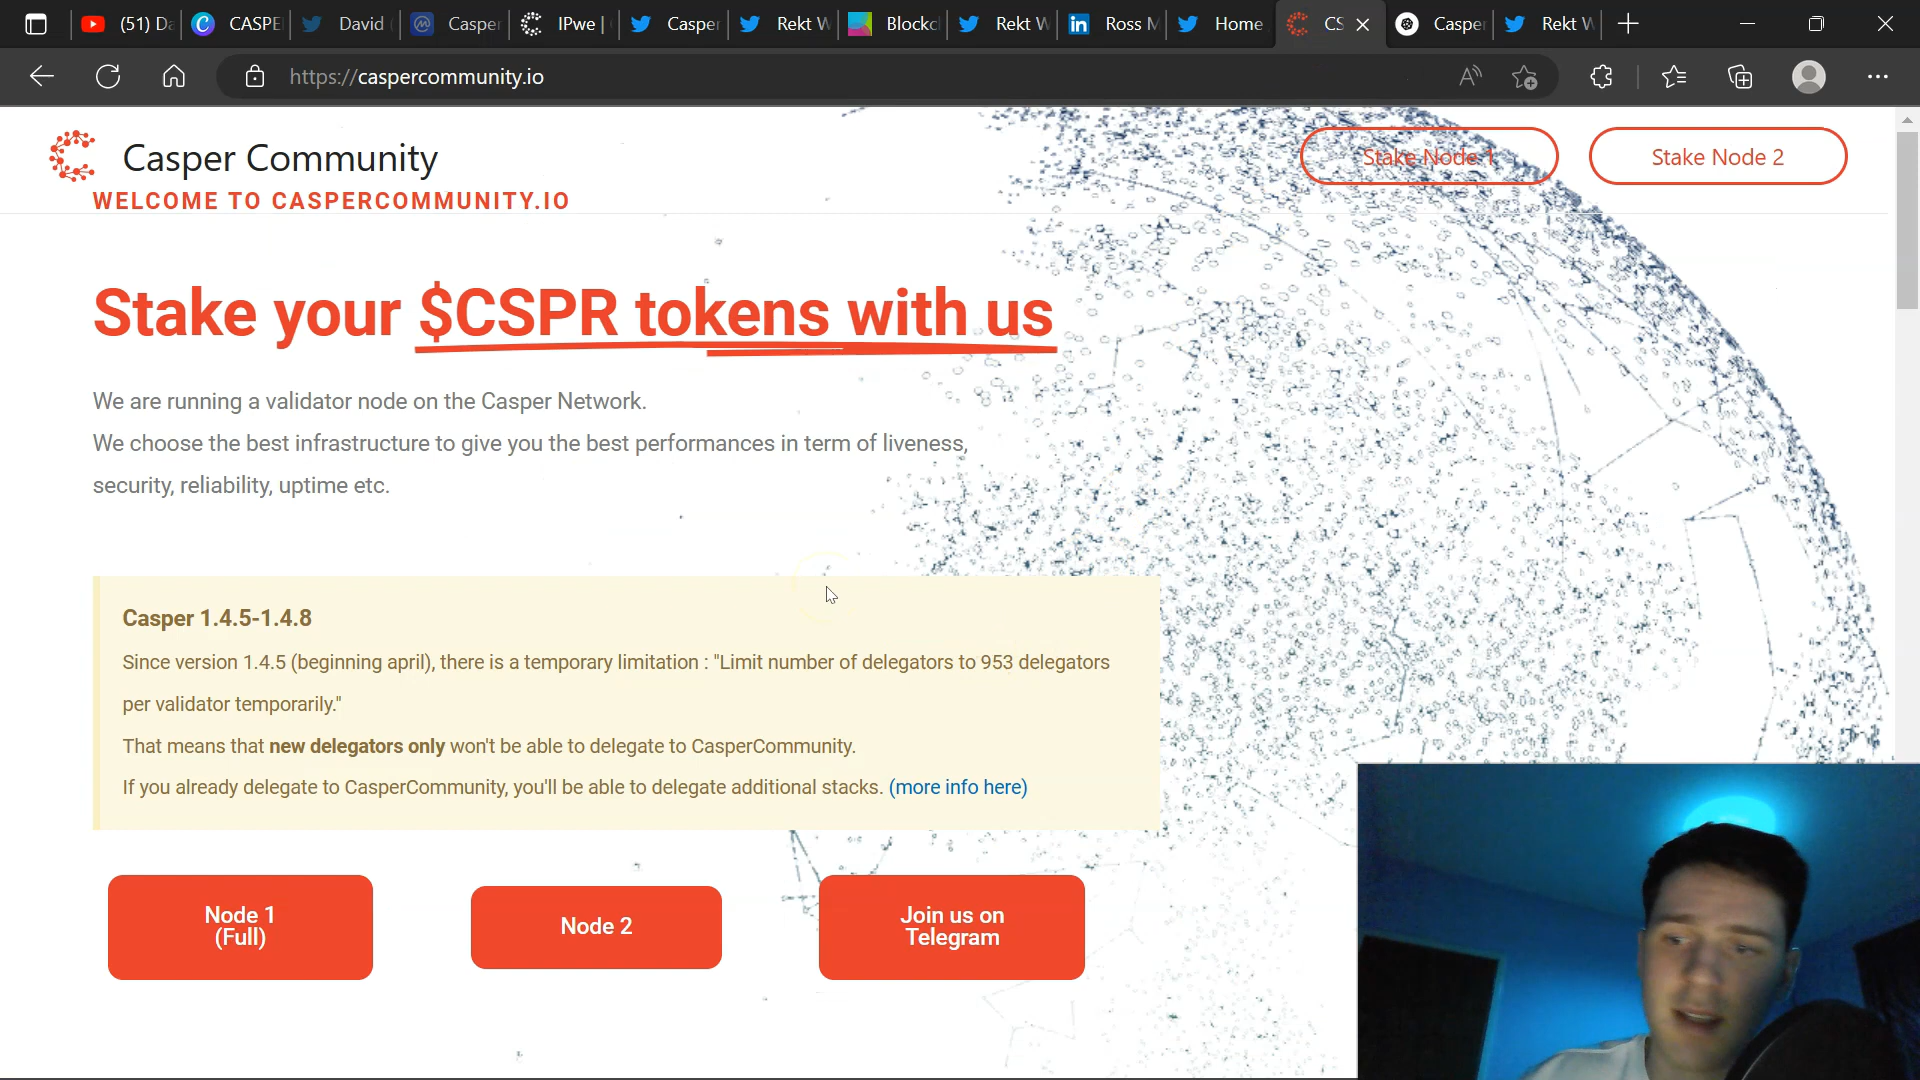 (51) Da
CASPE
David
Casper
IPwe |
Casper
Rekt W
Blockc
Rekt W
in
Ross M
Home
CS
Casper
Rekt W
https://caspercommunity.io
Casper Community
WELCOME TO CASPERCOMMUNITY.IO
Stake Node 1
Stake Node 2
Stake your $CSPR tokens with us
We are running a validator node on the Casper Network.
We choose the best infrastructure to give you the best performances in term of liveness,
security, reliability, uptime etc.
Casper 1.4.5-1.4.8
Since version 1.4.5 (beginning april), there is a temporary limitation : "Limit number of delegators to 953 delegators
per validator temporarily."
That means that new delegators only won't be able to delegate to CasperCommunity.
If you already delegate to CasperCommunity, you'll be able to delegate additional stacks. (more info here)
Node 1
(Full)
Node 2
Join us on
Telegram